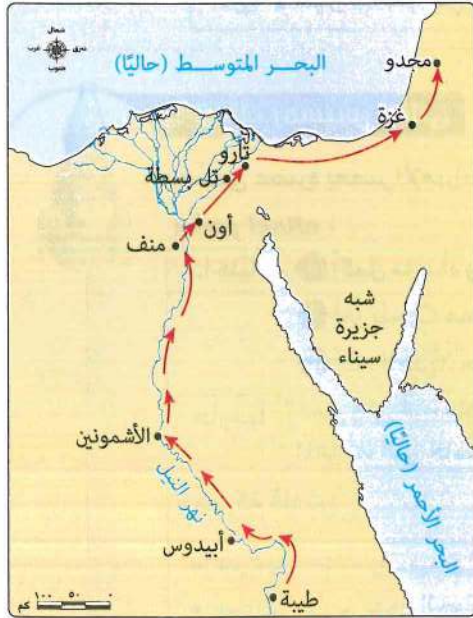 شمال
شرق
غرب
جنوب
البحر المتوسط (حاليًا)
مجدو
غزة
تارو
تل بسطة
أون
منف
شبه
جزيرة
سيناء
الأشمونين
نهر النيل
البحر الأحمر (حاليًا)
أبيدوس
طيبة
١٠٠ ٥٠ ٠
كم